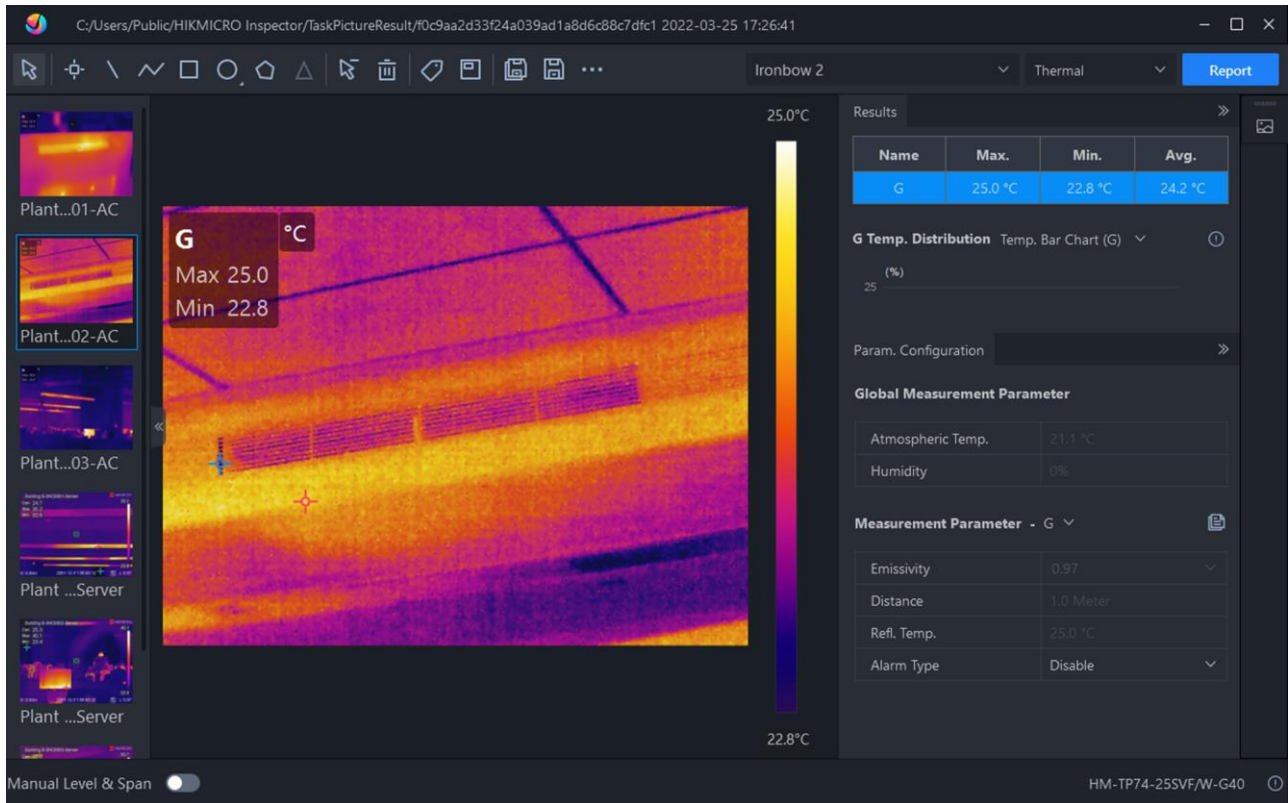 C:/Users/Public/HIKMICRO Inspector/TaskPictureResult/f0c9aa2d33f24a039ad1a8d6c88c7dfc1 2022-03-25 17:26:41
Ironbow 2
Thermal
Report
Plant...01-AC
Plant...02-AC
Plant...03-AC
Plant ...Server
Plant ...Server
25.0°C
G
°C
Max 25.0
Min 22.8
22.8°C
Results
Name Max. Min. Avg.
G 25.0 °C 22.8 °C 24.2 °C
G Temp. Distribution Temp. Bar Chart (G)
(%)
25
Param. Configuration
Global Measurement Parameter
Atmospheric Temp. 21.1 °C
Humidity 0%
Measurement Parameter - G
Emissivity 0.97
Distance 1.0 Meter
Refl. Temp. 25.0 °C
Alarm Type Disable
Manual Level & Span
HM-TP74-25SVF/W-G40